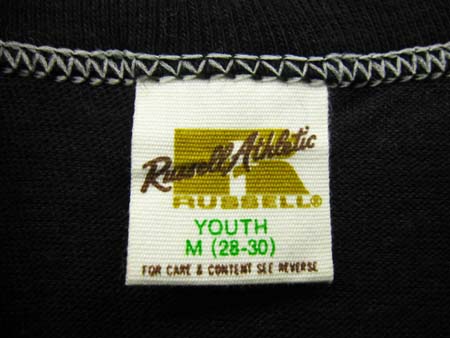 Russell Athletic
RUSSELL®
YOUTH
M (28-30)
FOR CARE & CONTENT SEE REVERSE